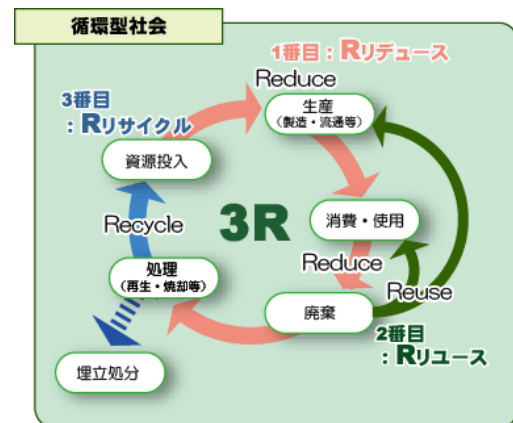 循環型社会
1番目：Rリデュース
Reduce
3番目
：Rリサイクル
生産
（製造・流通等）
資源投入
Recycle
3R
消費・使用
処理
（再生・焼却等）
Reduce
Reuse
廃棄
2番目
：Rリユース
埋立処分